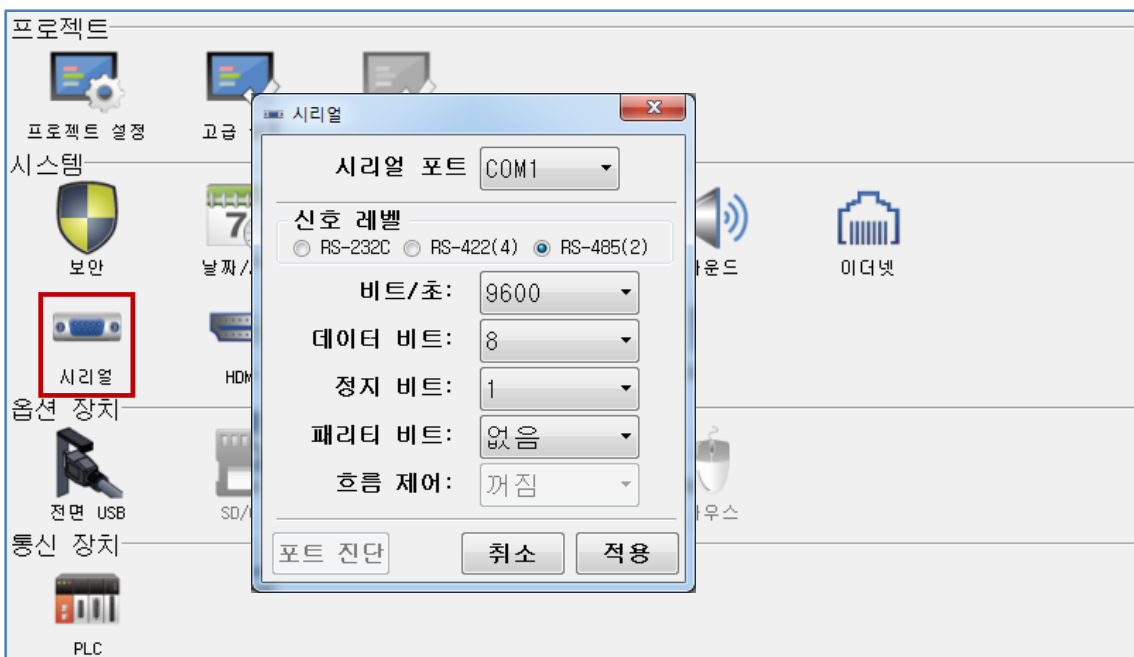 프로젝트
프로젝트 설정
고급
시스템
보안
날짜/
이더넷
시리얼
HDM
옵션 장치
전면 USB
SD/
통신 장치
PLC
시리얼
시리얼 포트 COM1
신호 레벨
RS-232C RS-422(4) RS-485(2)
비트/초: 9600
데이터 비트: 8
정지 비트: 1
패리티 비트: 없음
흐름 제어: 꺼짐
포트 진단 취소 적용